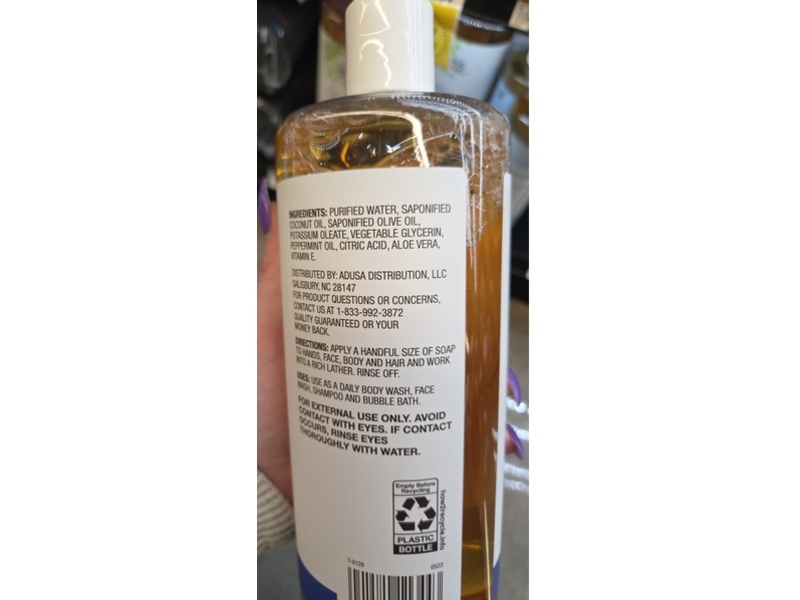 INGREDIENTS: PURIFIED WATER, SAPONIFIED
COCONUT OIL, SAPONIFIED OLIVE OIL,
POTASSIUM OLEATE, VEGETABLE GLYCERIN,
PEPPERMINT OIL, CITRIC ACID, ALOE VERA,
VITAMIN E.
DISTRIBUTED BY: ADUSA DISTRIBUTION, LLC
SALISBURY, NC 28147
FOR PRODUCT QUESTIONS OR CONCERNS,
CONTACT US AT 1-833-992-3872
QUALITY GUARANTEED OR YOUR
MONEY BACK.
DIRECTIONS: APPLY A HANDFUL SIZE OF SOAP
TO HANDS, FACE, BODY AND HAIR AND WORK
INTO A RICH LATHER. RINSE OFF.
USES: USE AS A DAILY BODY WASH, FACE
WASH, SHAMPOO AND BUBBLE BATH.
FOR EXTERNAL USE ONLY. AVOID
CONTACT WITH EYES. IF CONTACT
OCCURS, RINSE EYES
THOROUGHLY WITH WATER.
Empty Before
Recycling
PLASTIC
BOTTLE
how2recycle.info
7-9128
0523